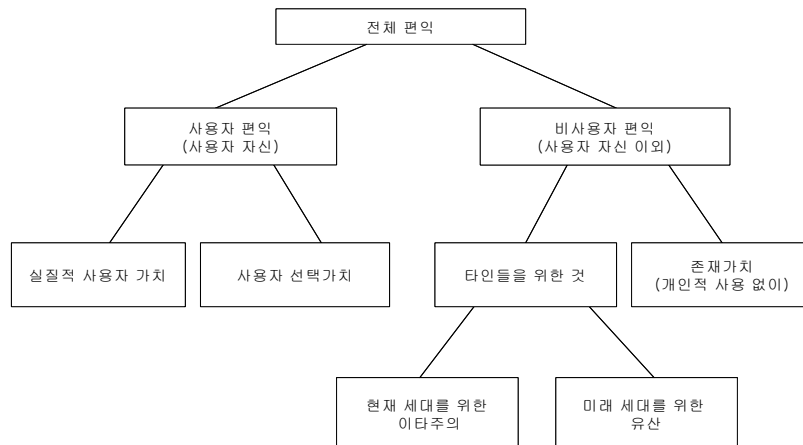 전체 편익
사용자 편익
(사용자 자신)
비사용자 편익
(사용자 자신 이외)
실질적 사용자 가치
사용자 선택가치
타인들을 위한 것
존재가치
(개인적 사용 없이)
현재 세대를 위한
이타주의
미래 세대를 위한
유산